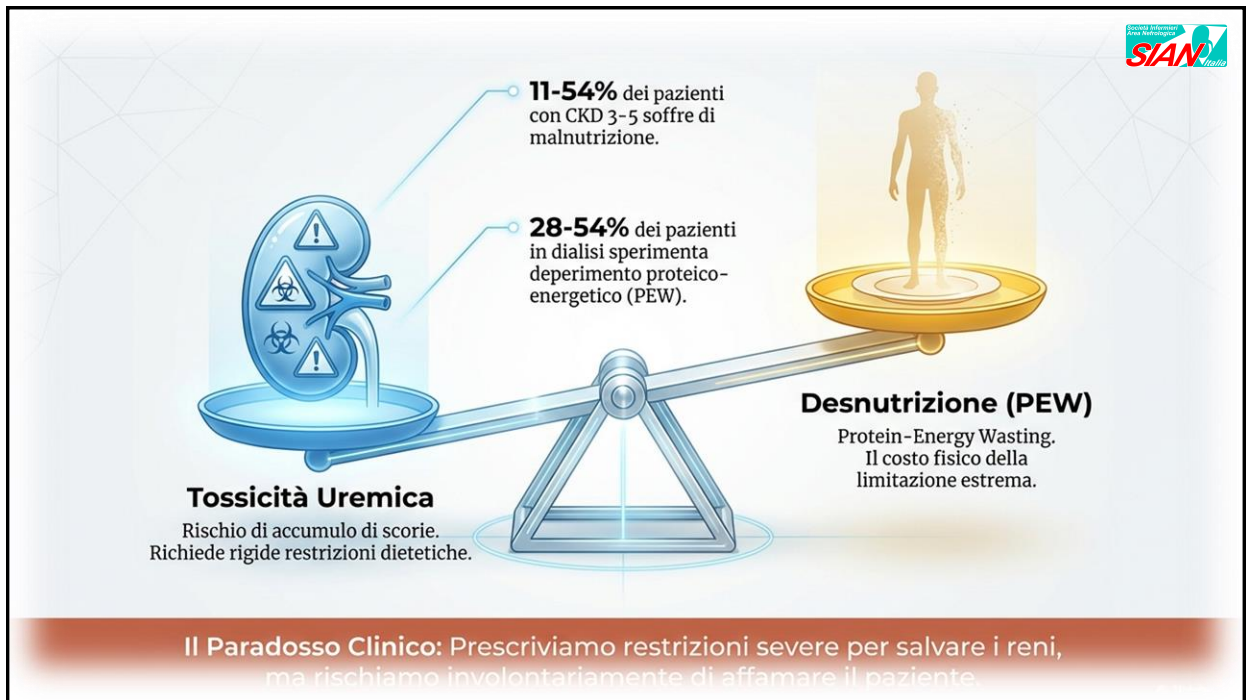 Società Infermieri
Area Nefrologica
SIAN Italia
11-54% dei pazienti
con CKD 3-5 soffre di
malnutrizione.
28-54% dei pazienti
in dialisi sperimenta
deperimento proteico-
energetico (PEW).
Desnutrizione (PEW)
Protein-Energy Wasting.
Il costo fisico della
limitazione estrema.
Tossicità Uremica
Rischio di accumulo di scorie.
Richiede rigide restrizioni dietetiche.
Il Paradosso Clinico: Prescriviamo restrizioni severe per salvare i reni,
ma rischiamo involontariamente di affamare il paziente.